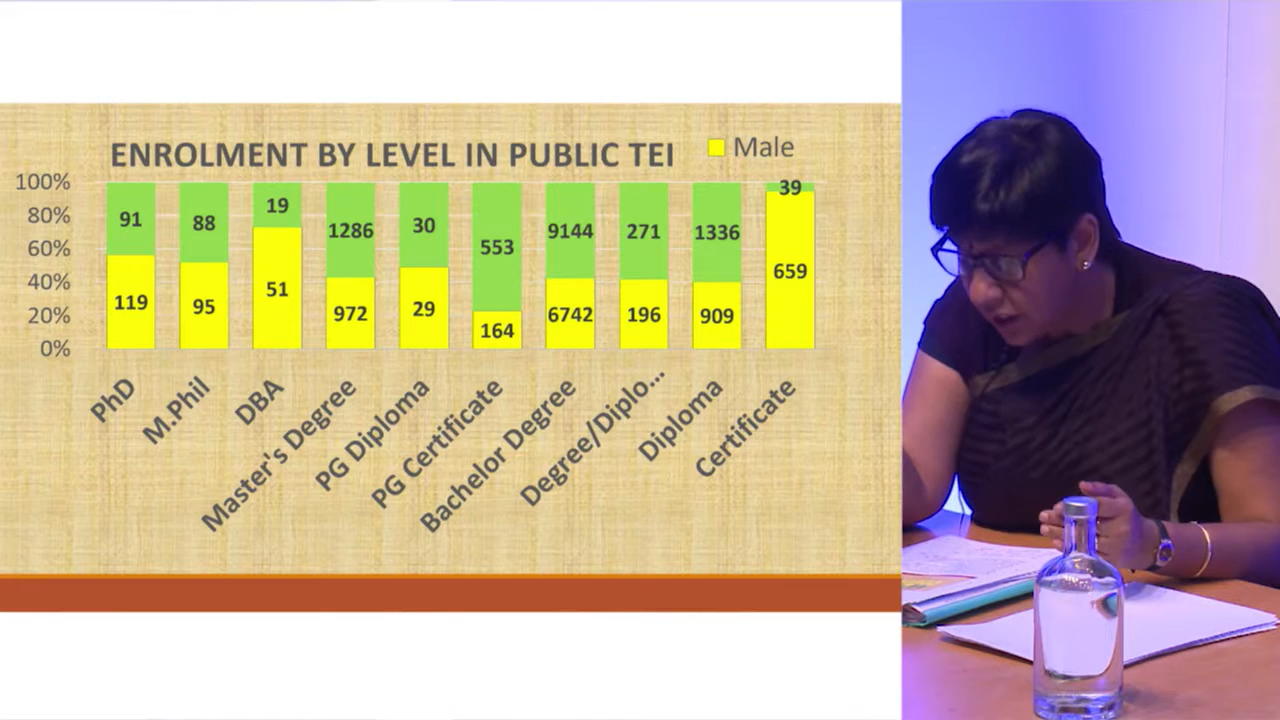 ENROLMENT BY LEVEL IN PUBLIC TEI
Male
100%
80%
60%
40%
20%
0%
91 88 19 1286 30 553 9144 271 1336 39
119 95 51 972 29 164 6742 196 909 659
PhD
M.Phil
DBA
Master's Degree
PG Diploma
PG Certificate
Bachelor Degree
Degree/Diplo...
Diploma
Certificate